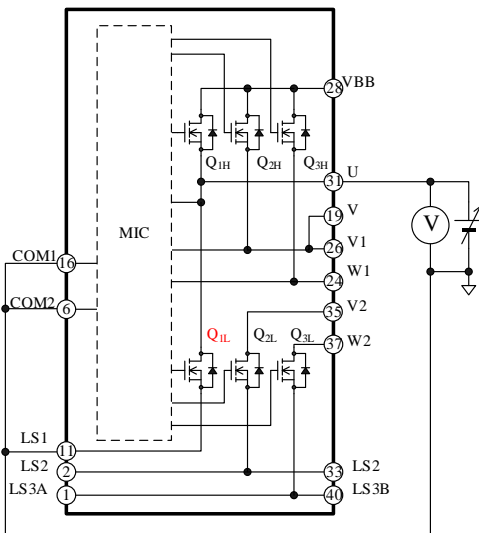 28 VBB
Q1H Q2H Q3H
31 U
19 V
V
26 V1
MIC
COM1 16
24 W1
COM2 6
35 V2
Q1L Q2L Q3L
37 W2
LS1 11
LS2 2 33 LS2
LS3A 1 40 LS3B